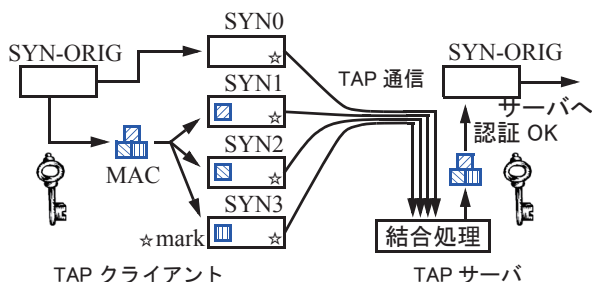 SYN0
SYN-ORIG
SYN-ORIG
TAP 通信
SYN1
サーバへ
認証 OK
SYN2
MAC
SYN3
☆mark
結合処理
TAP クライアント
TAP サーバ